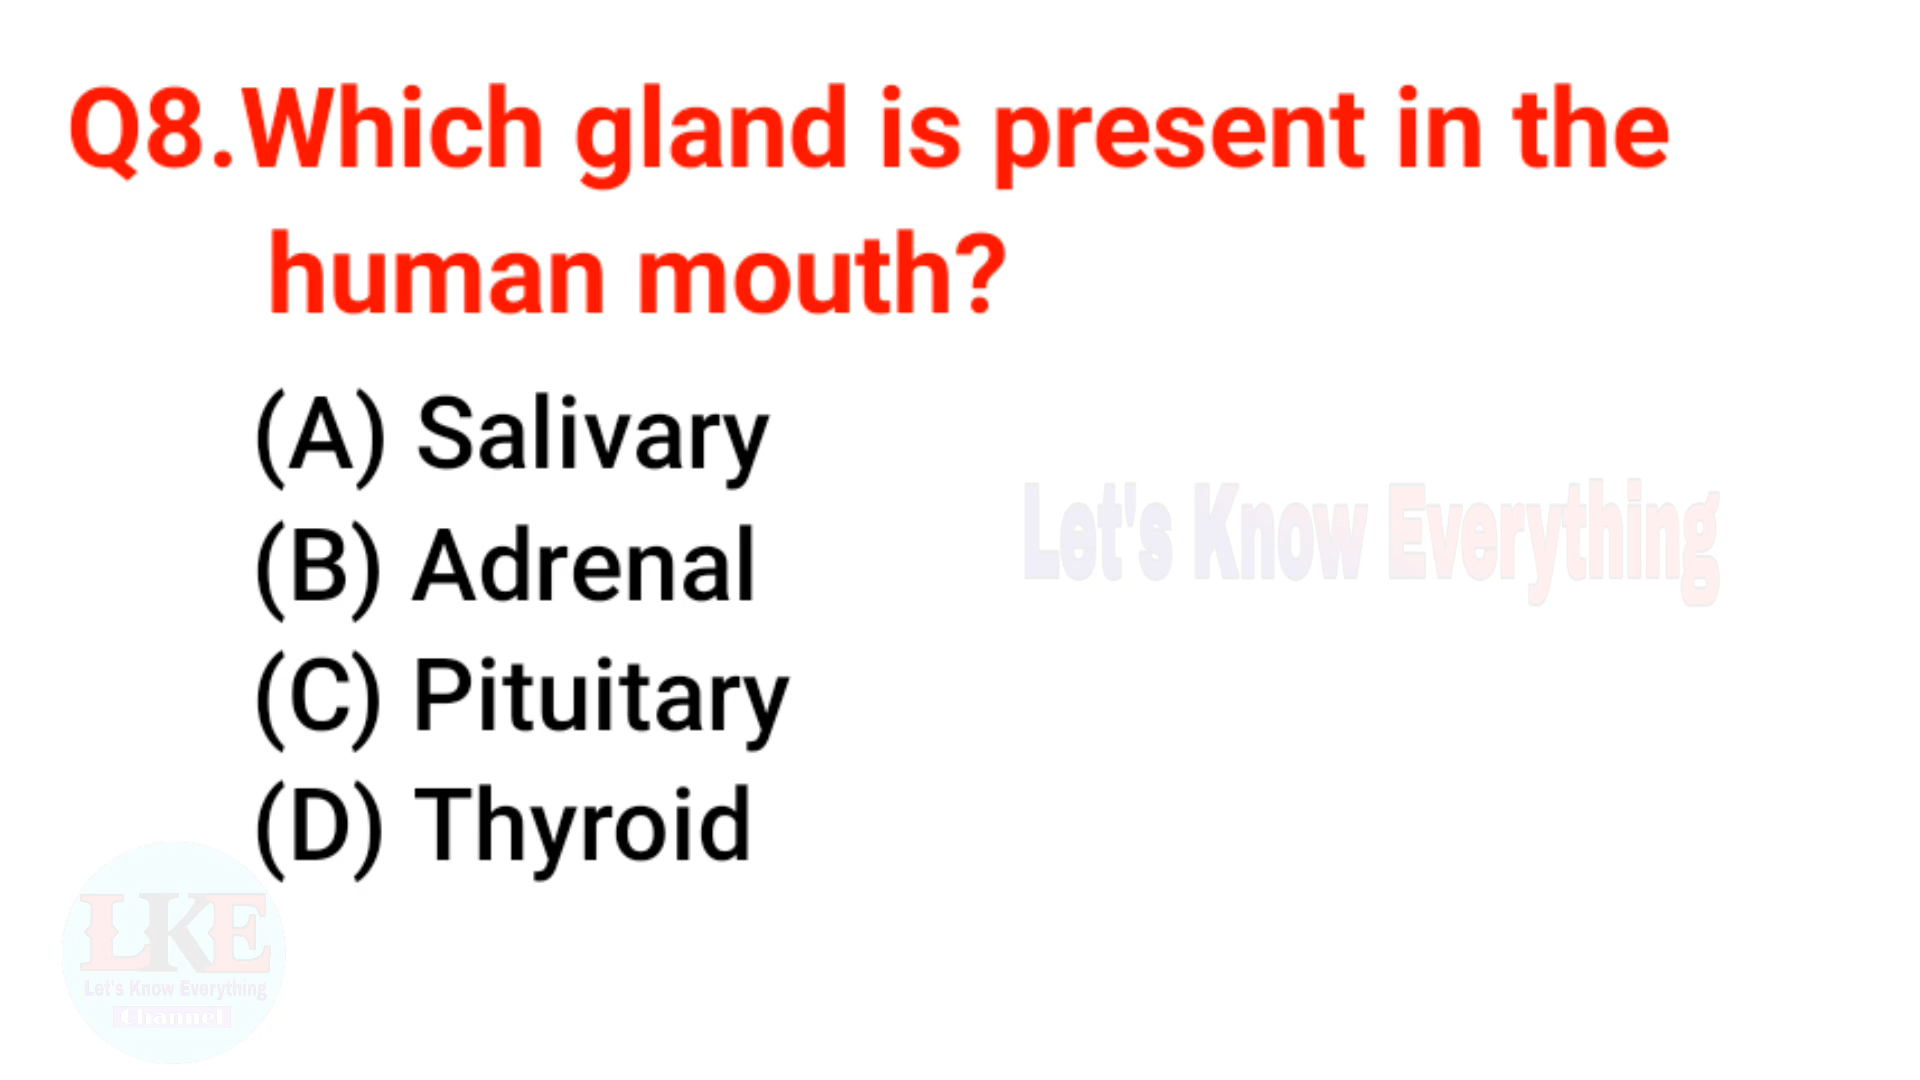 Q8.Which gland is present in the
human mouth?
(A) Salivary
(B) Adrenal
Let's Know Everything
(C) Pituitary
(D) Thyroid
LKE
Let's Know Everything
Channel